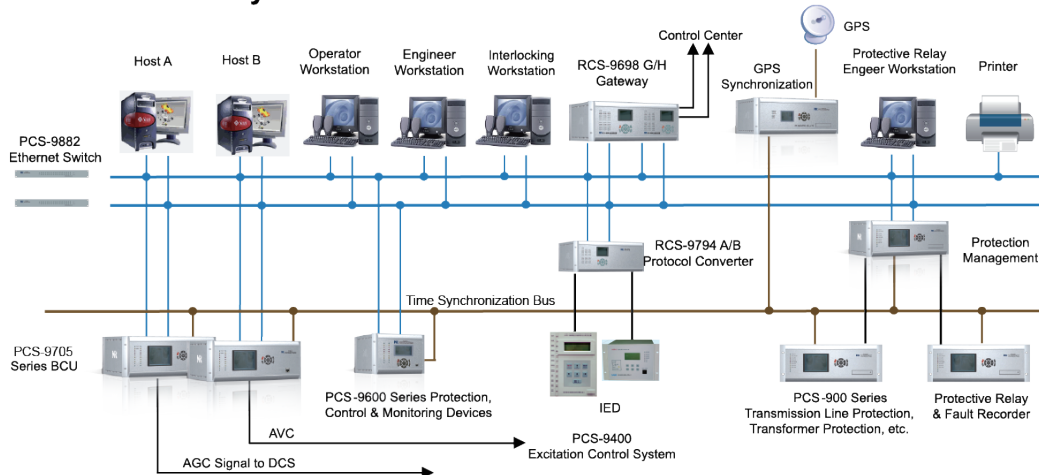 y
GPS
Control Center
Host A
Host B
Operator
Workstation
Engineer
Workstation
Interlocking
Workstation
RCS-9698 G/H
Gateway
GPS
Synchronization
Protective Relay
Engeer Workstation
Printer
PCS-9882
Ethernet Switch
RCS-9794 A/B
Protocol Converter
Protection
Management
Time Synchronization Bus
PCS-9705
Series BCU
PCS-9600 Series Protection,
Control & Monitoring Devices
IED
PCS-900 Series
Transmission Line Protection,
Transformer Protection, etc.
Protective Relay
& Fault Recorder
AVC
PCS-9400
Excitation Control System
AGC Signal to DCS